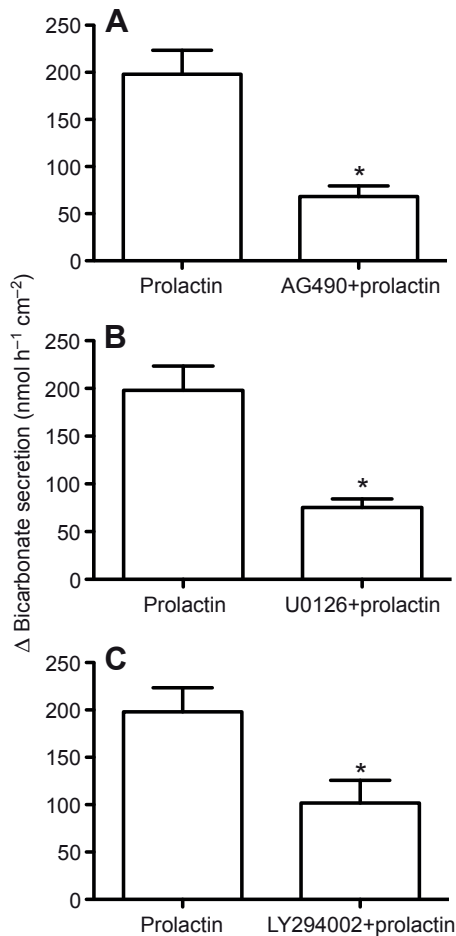 Δ Bicarbonate secretion (nmol h⁻¹ cm⁻²)
A
250
200
150
100
50
0
*
Prolactin
AG490+prolactin
B
250
200
150
100
50
0
*
Prolactin
U0126+prolactin
C
250
200
150
100
50
0
*
Prolactin
LY294002+prolactin